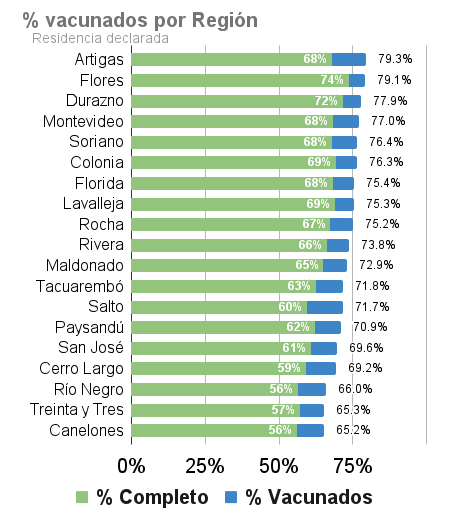 % vacunados por Región
Residencia declarada
Artigas 68% 79.3%
Flores 74% 79.1%
Durazno 72% 77.9%
Montevideo 68% 77.0%
Soriano 68% 76.4%
Colonia 69% 76.3%
Florida 68% 75.4%
Lavalleja 69% 75.3%
Rocha 67% 75.2%
Rivera 66% 73.8%
Maldonado 65% 72.9%
Tacuarembó 63% 71.8%
Salto 60% 71.7%
Paysandú 62% 70.9%
San José 61% 69.6%
Cerro Largo 59% 69.2%
Río Negro 56% 66.0%
Treinta y Tres 57% 65.3%
Canelones 56% 65.2%
0% 25% 50% 75%
% Completo % Vacunados